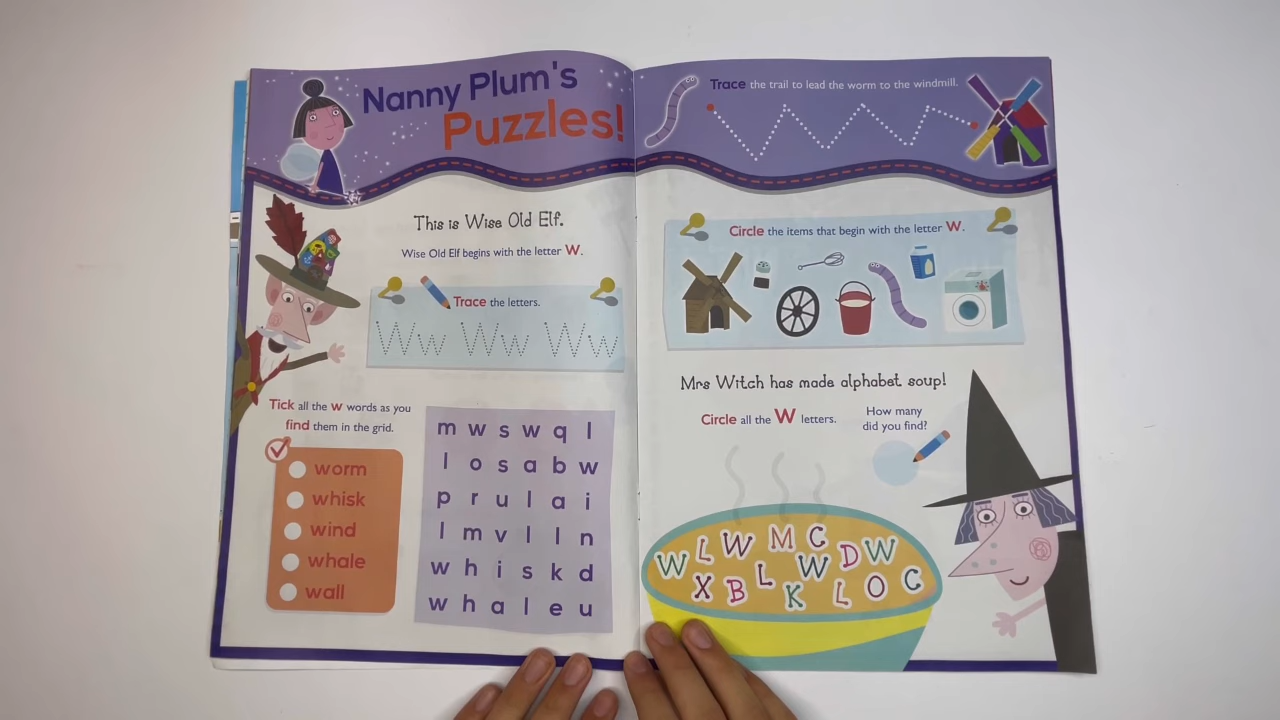 Nanny Plum's
Puzzles!
This is Wise Old Elf.
Wise Old Elf begins with the letter W.
Trace the letters.
Ww Ww Ww
Tick all the w words as you
find them in the grid.
worm
whisk
wind
whale
wall
m w s w q l
l o s a b w
p r u l a i
l m v l l n
w h i s k d
w h a l e u
Trace the trail to lead the worm to the windmill.
Circle the items that begin with the letter W.
Mrs Witch has made alphabet soup!
Circle all the W letters.
How many
did you find?
W L W M C W D W
X B L K L O C